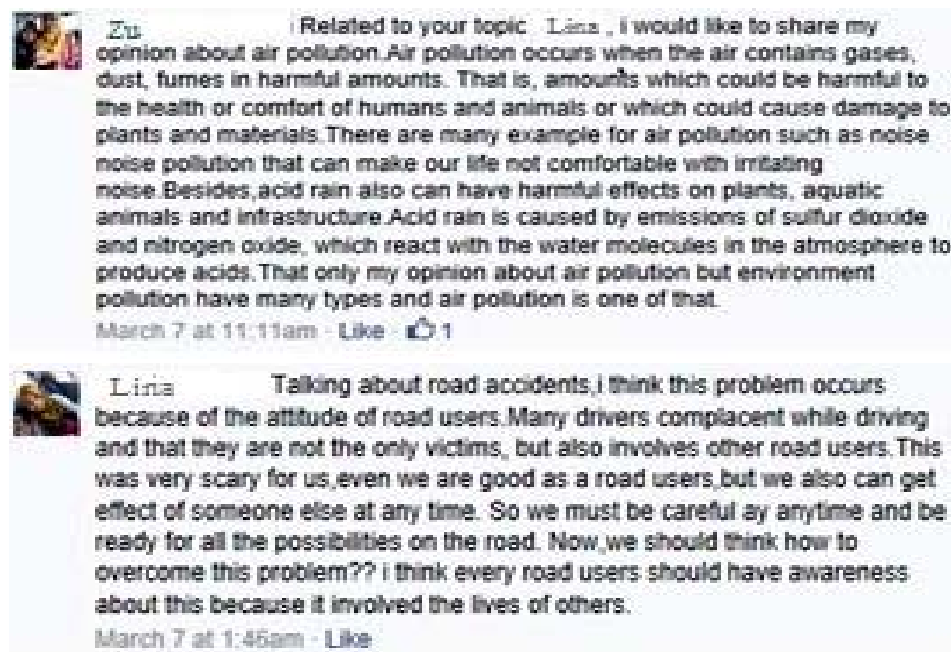 Zu Related to your topic Lina , i would like to share my
opinion about air pollution.Air pollution occurs when the air contains gases,
dust, fumes in harmful amounts. That is, amounts which could be harmful to
the health or comfort of humans and animals or which could cause damage to
plants and materials.There are many example for air pollution such as noise
noise pollution that can make our life not comfortable with irritating
noise.Besides,acid rain also can have harmful effects on plants, aquatic
animals and infrastructure.Acid rain is caused by emissions of sulfur dioxide
and nitrogen oxide, which react with the water molecules in the atmosphere to
produce acids.That only my opinion about air pollution but environment
pollution have many types and air pollution is one of that.
March 7 at 11:11am · Like · 1
Lina Talking about road accidents,i think this problem occurs
because of the attitude of road users.Many drivers complacent while driving
and that they are not the only victims, but also involves other road users.This
was very scary for us,even we are good as a road users,but we also can get
effect of someone else at any time. So we must be careful ay anytime and be
ready for all the possibilities on the road. Now,we should think how to
overcome this problem?? i think every road users should have awareness
about this because it involved the lives of others.
March 7 at 1:46am · Like